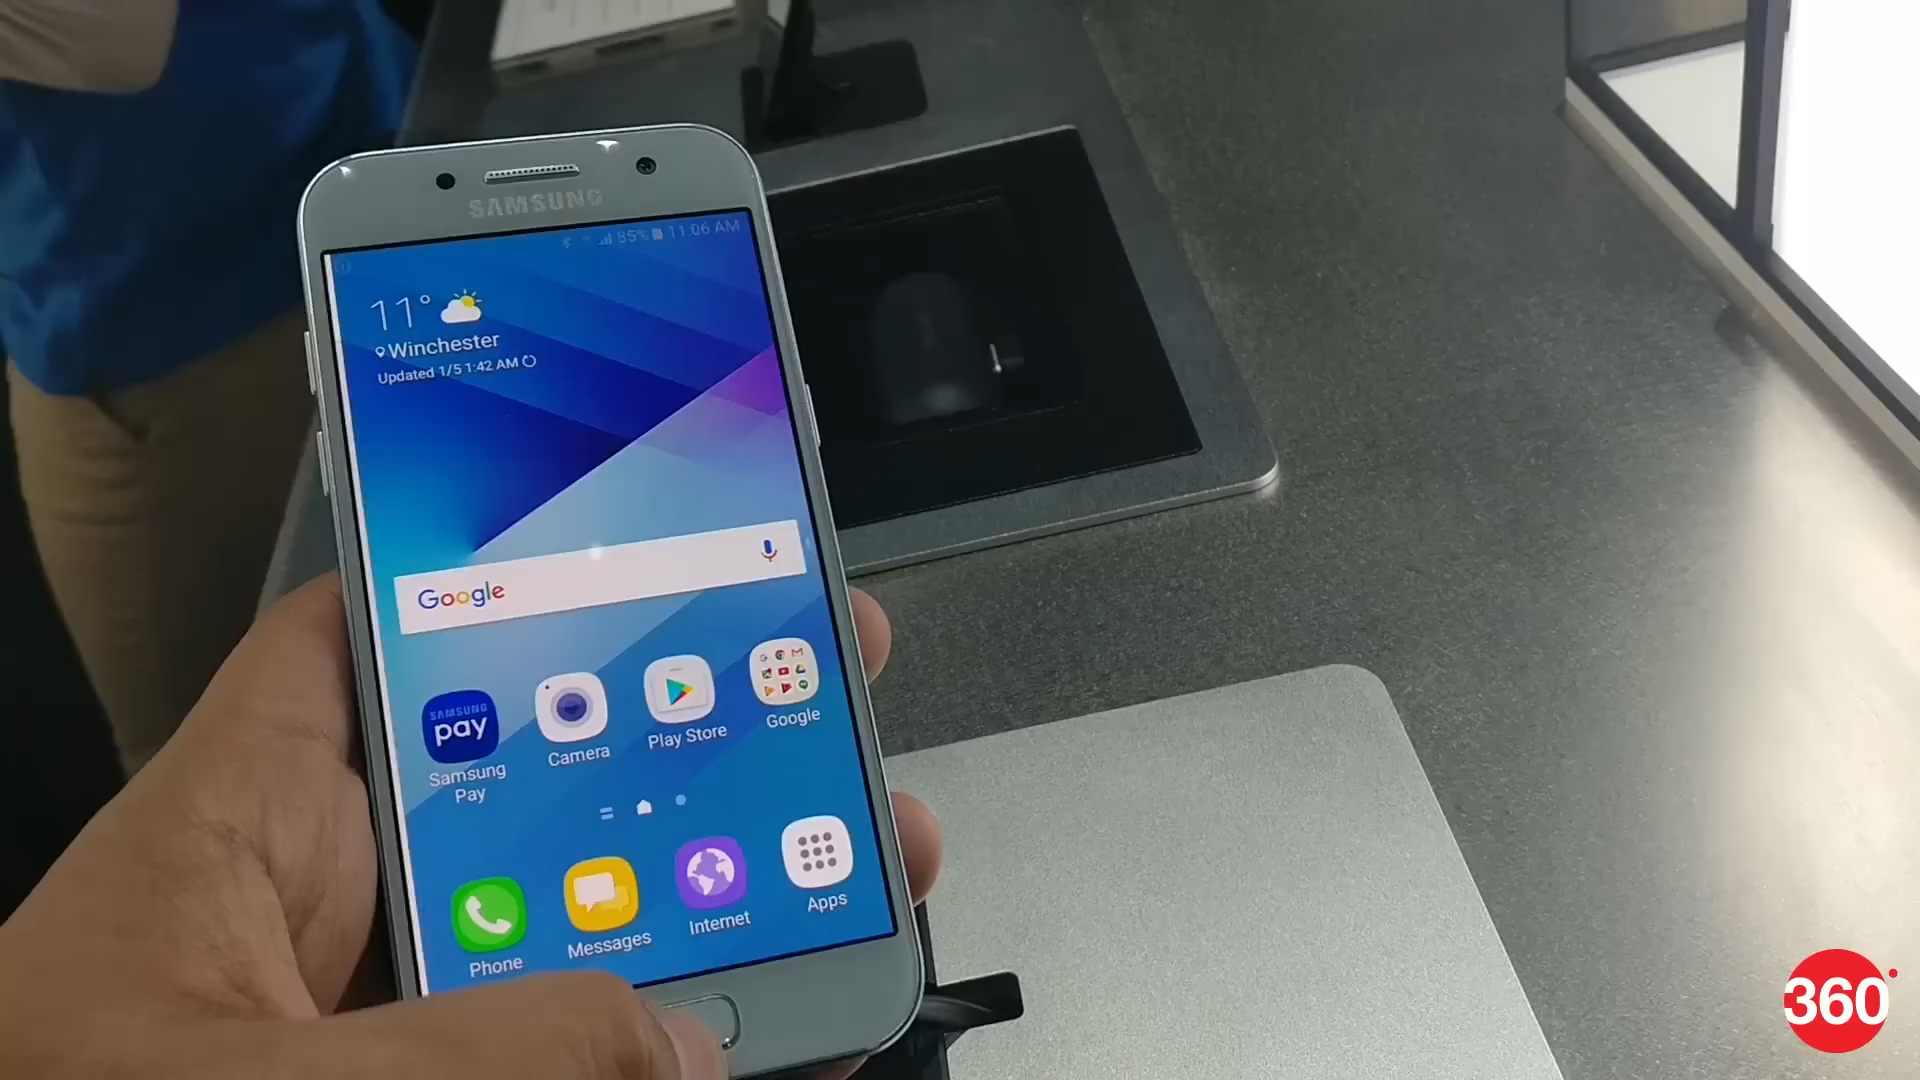 SAMSUNG
85% 11:06 AM
11°
Winchester
Updated 1/5 1:42 AM
Google
SAMSUNG
pay
Samsung
Pay
Camera
Play Store
Google
Phone
Messages
Internet
Apps
360